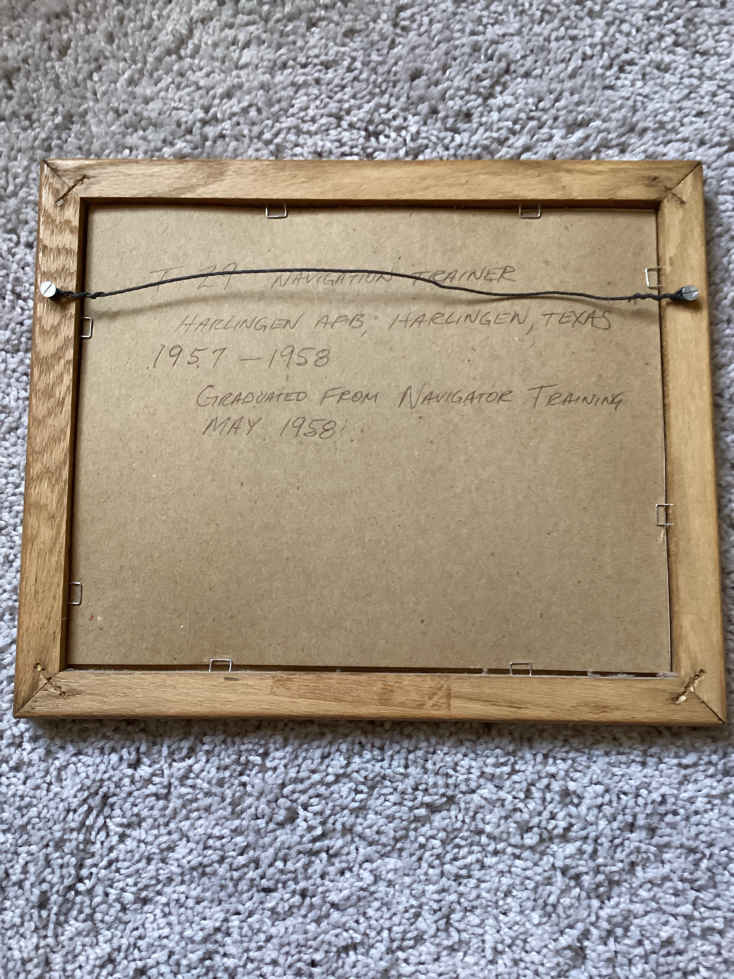 T-29 NAVIGATION TRAINER
HARLINGEN AFB, HARLINGEN, TEXAS
1957 - 1958
GRADUATED FROM NAVIGATOR TRAINING
MAY 1958